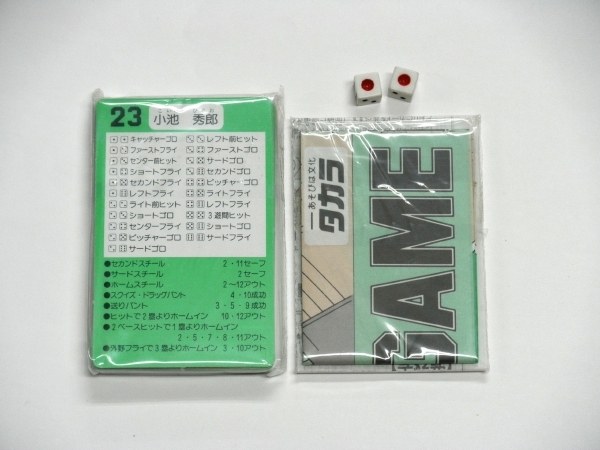 23 小池 秀郎
キャッチャーゴロ レフト前ヒット
ファーストフライ ファーストゴロ
センター前ヒット サードゴロ
ショートフライ セカンドゴロ
セカンドフライ ピッチャーゴロ
レフトフライ ライトフライ
ライト前ヒット サードフライ
ショートゴロ 3遊間ヒット
センターフライ ショートゴロ
ピッチャーゴロ サードフライ
サードゴロ
●セカンドスチール 2・11セーフ
●サードスチール 2セーフ
●ホームスチール 2〜12アウト
●スクイズ・ドラッグバント 4・10成功
●送りバント 3・5・9成功
●ヒットで2塁よりホームイン 10・12アウト
●2ベースヒットで1塁よりホームイン
2・5・7・8・11アウト
●外野フライで3塁よりホームイン 3・10アウト
あそびは文化
タカラ
GAME